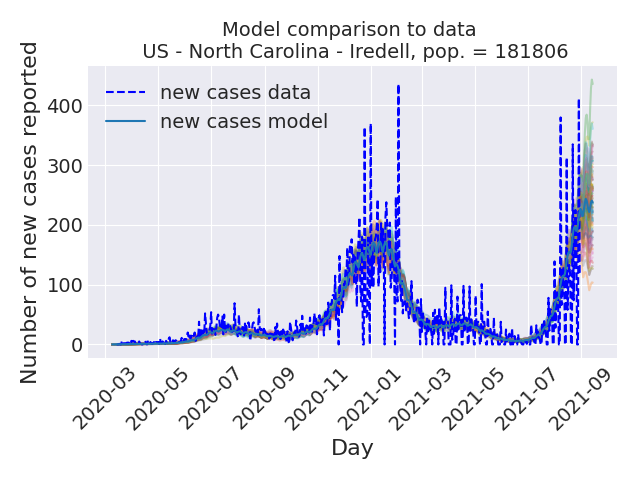 Model comparison to data
US - North Carolina - Iredell, pop. = 181806
Number of new cases reported
400
300
200
100
0
new cases data
new cases model
2020-03
2020-05
2020-07
2020-09
2020-11
2021-01
2021-03
2021-05
2021-07
2021-09
Day